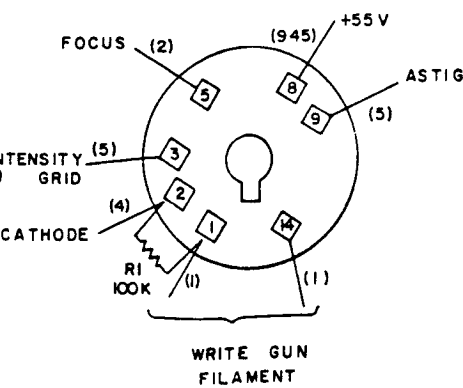 +55 V
(945)
FOCUS (2)
ASTIG
5
8
9
(5)
NTENSITY (5)
GRID
3
2
(4)
CATHODE
1
14
R1
100K
(1)
(1)
WRITE GUN
FILAMENT